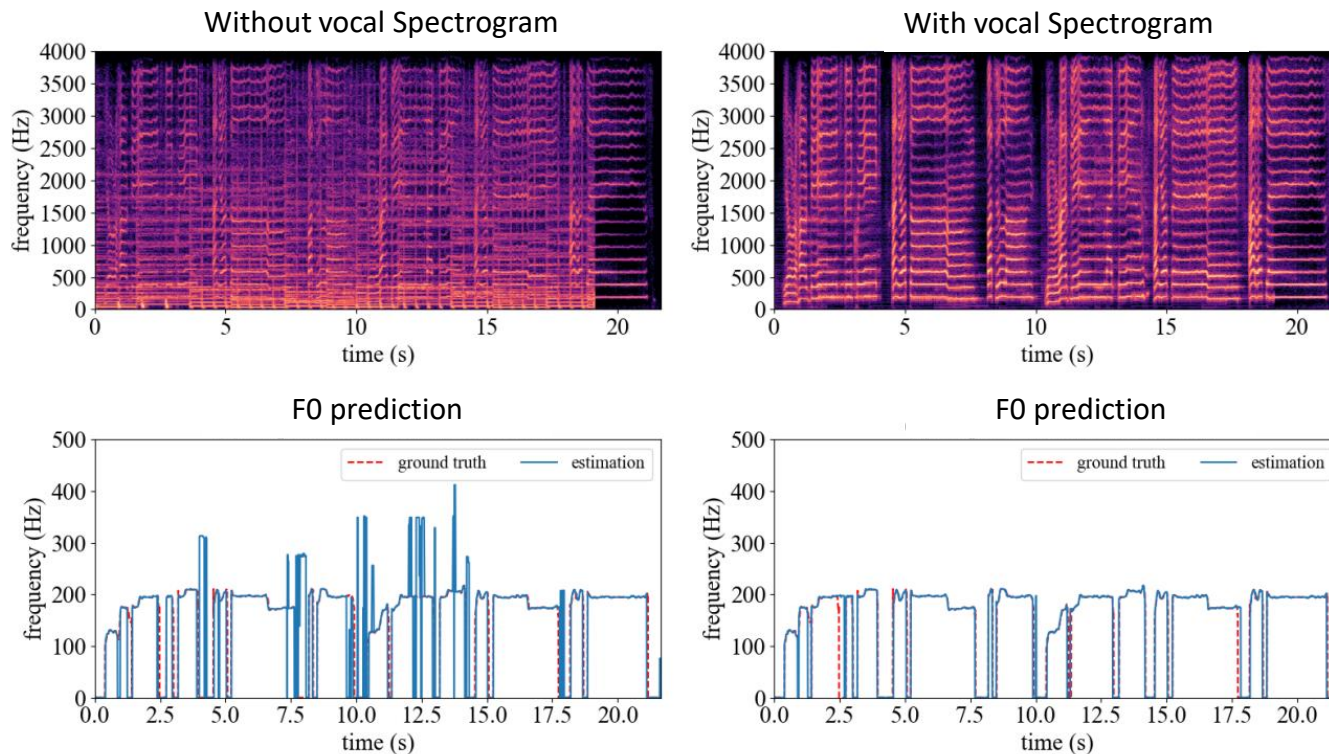 Without vocal Spectrogram
With vocal Spectrogram
4000
3500
3000
2500
2000
1500
1000
500
0
frequency (Hz)
0 5 10 15 20
time (s)
4000
3500
3000
2500
2000
1500
1000
500
0
frequency (Hz)
0 5 10 15 20
time (s)
F0 prediction
F0 prediction
500
400
300
200
100
0
frequency (Hz)
ground truth estimation
0.0 2.5 5.0 7.5 10.0 12.5 15.0 17.5 20.0
time (s)
500
400
300
200
100
0
frequency (Hz)
ground truth estimation
0.0 2.5 5.0 7.5 10.0 12.5 15.0 17.5 20.0
time (s)